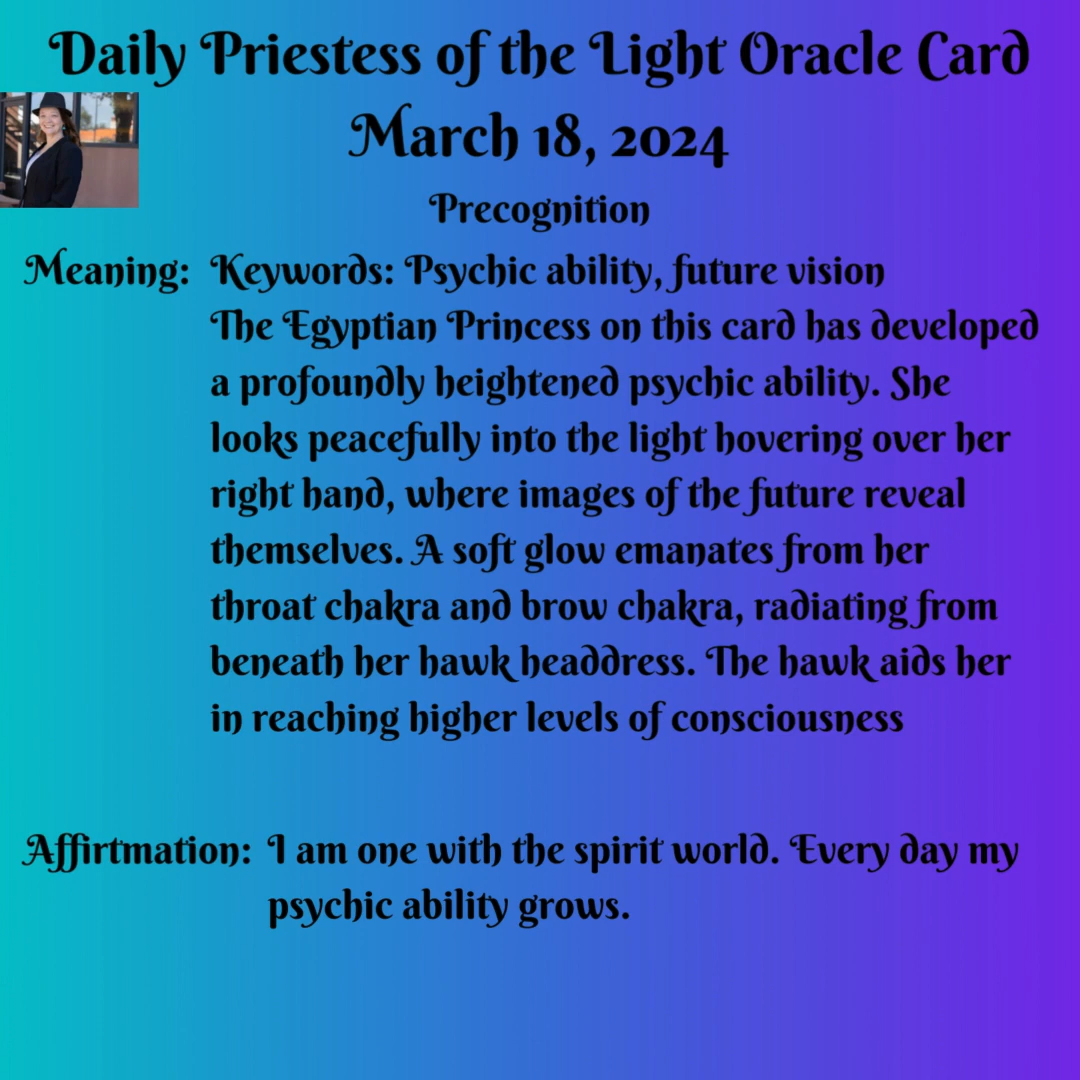 Daily Priestess of the Light Oracle Card
March 18, 2024
Precognition
Meaning: Keywords: Psychic ability, future vision
The Egyptian Princess on this card has developed
a profoundly heightened psychic ability. She
looks peacefully into the light hovering over her
right hand, where images of the future reveal
themselves. A soft glow emanates from her
throat chakra and brow chakra, radiating from
beneath her hawk headdress. The hawk aids her
in reaching higher levels of consciousness
Affirtmation: I am one with the spirit world. Every day my
psychic ability grows.